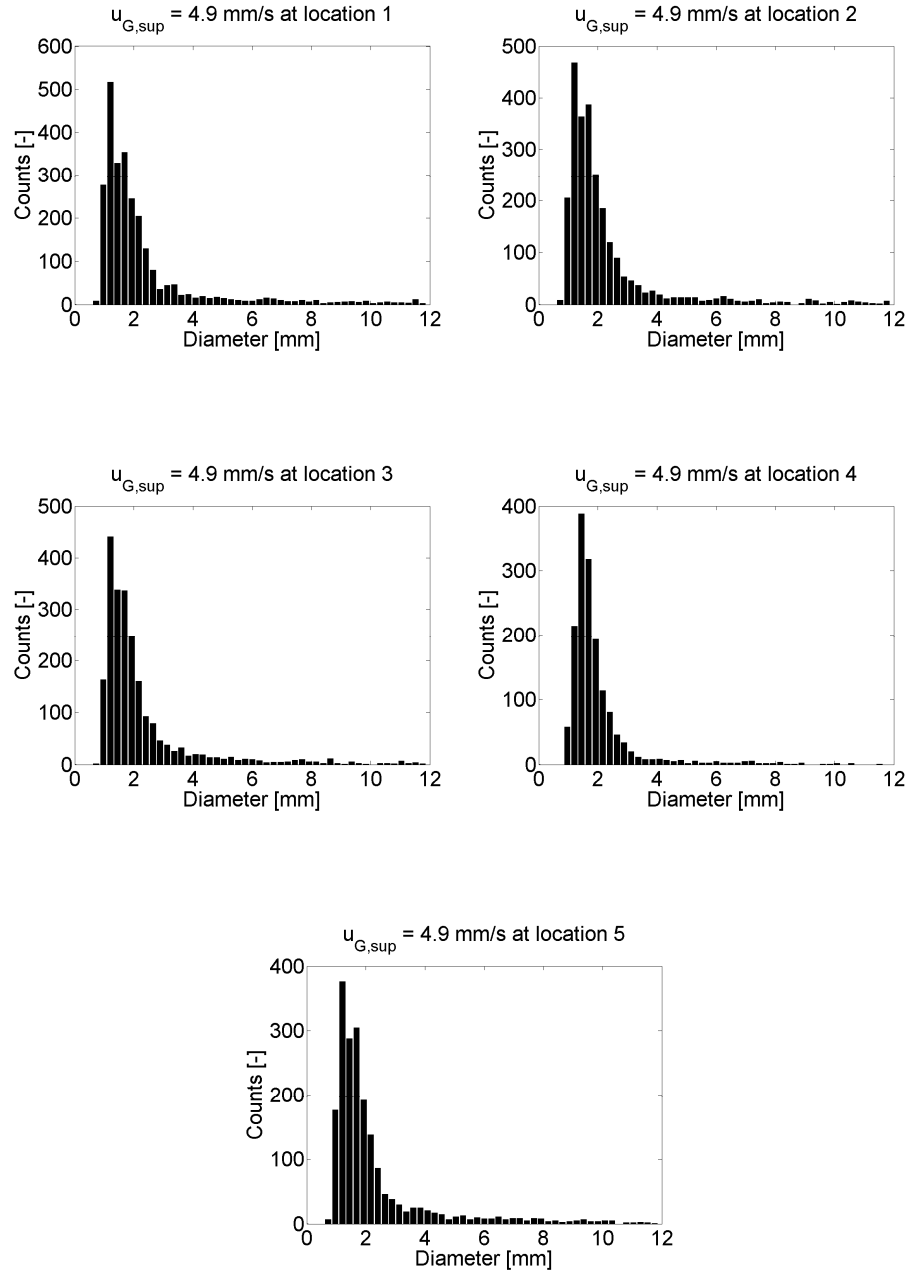 u_G,sup = 4.9 mm/s at location 1
600
500
400
300
200
100
0
Counts [-]
0 2 4 6 8 10 12
Diameter [mm]
u_G,sup = 4.9 mm/s at location 2
500
400
300
200
100
0
Counts [-]
0 2 4 6 8 10 12
Diameter [mm]
u_G,sup = 4.9 mm/s at location 3
500
400
300
200
100
0
Counts [-]
0 2 4 6 8 10 12
Diameter [mm]
u_G,sup = 4.9 mm/s at location 4
400
300
200
100
0
Counts [-]
0 2 4 6 8 10 12
Diameter [mm]
u_G,sup = 4.9 mm/s at location 5
400
300
200
100
0
Counts [-]
0 2 4 6 8 10 12
Diameter [mm]